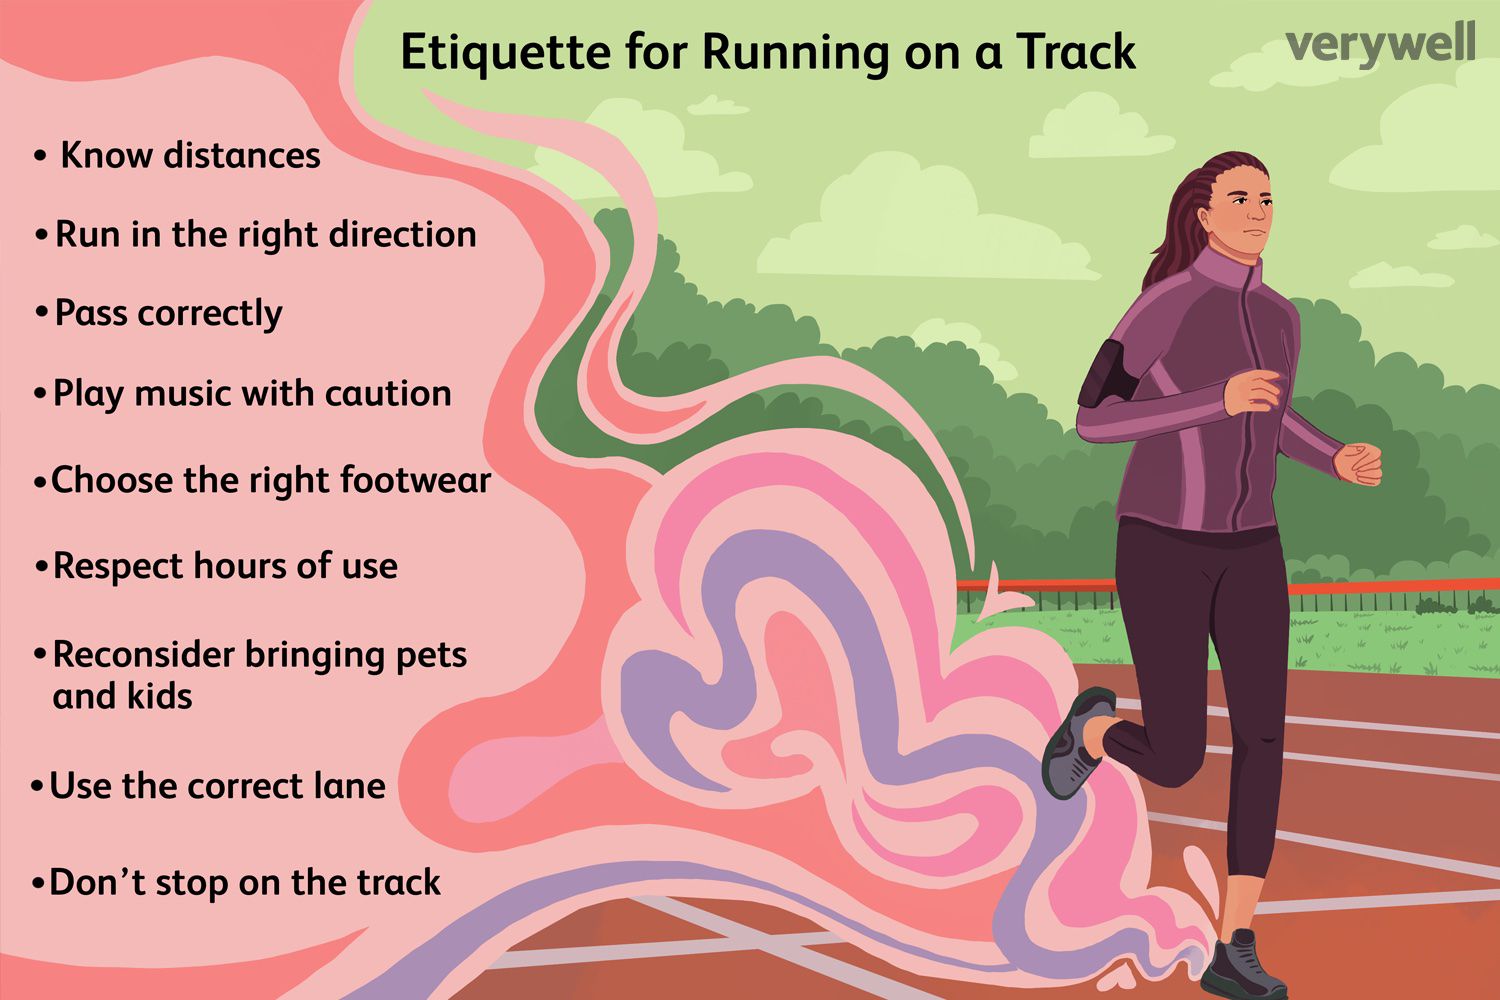 Etiquette for Running on a Track
verywell
• Know distances
• Run in the right direction
• Pass correctly
• Play music with caution
• Choose the right footwear
• Respect hours of use
• Reconsider bringing pets
and kids
• Use the correct lane
• Don't stop on the track